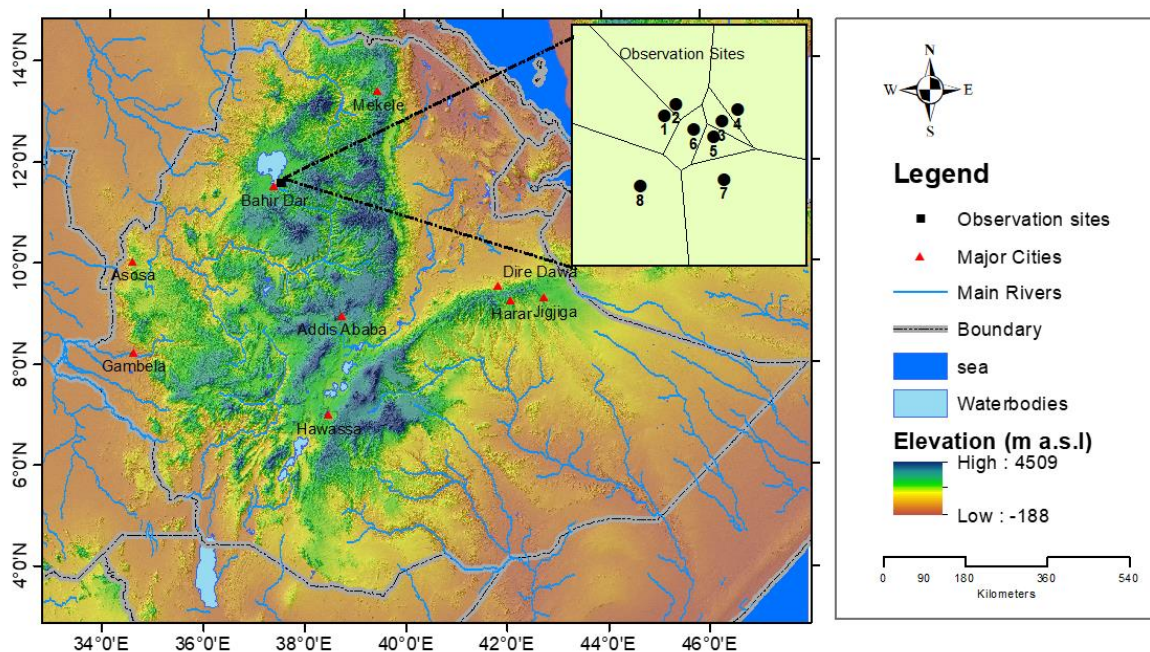 14°0'N
12°0'N
10°0'N
8°0'N
6°0'N
4°0'N
34°0'E
36°0'E
38°0'E
40°0'E
42°0'E
44°0'E
46°0'E
Mekele
Bahir Dar
Asosa
Dire Dawa
Harar
Jigjiga
Addis Ababa
Gambela
Hawassa
Observation Sites
1
2
3
4
5
6
7
8
N
W
E
S
Legend
Observation sites
Major Cities
Main Rivers
Boundary
sea
Waterbodies
Elevation (m a.s.l)
High : 4509
Low : -188
0 90 180 360 540
Kilometers